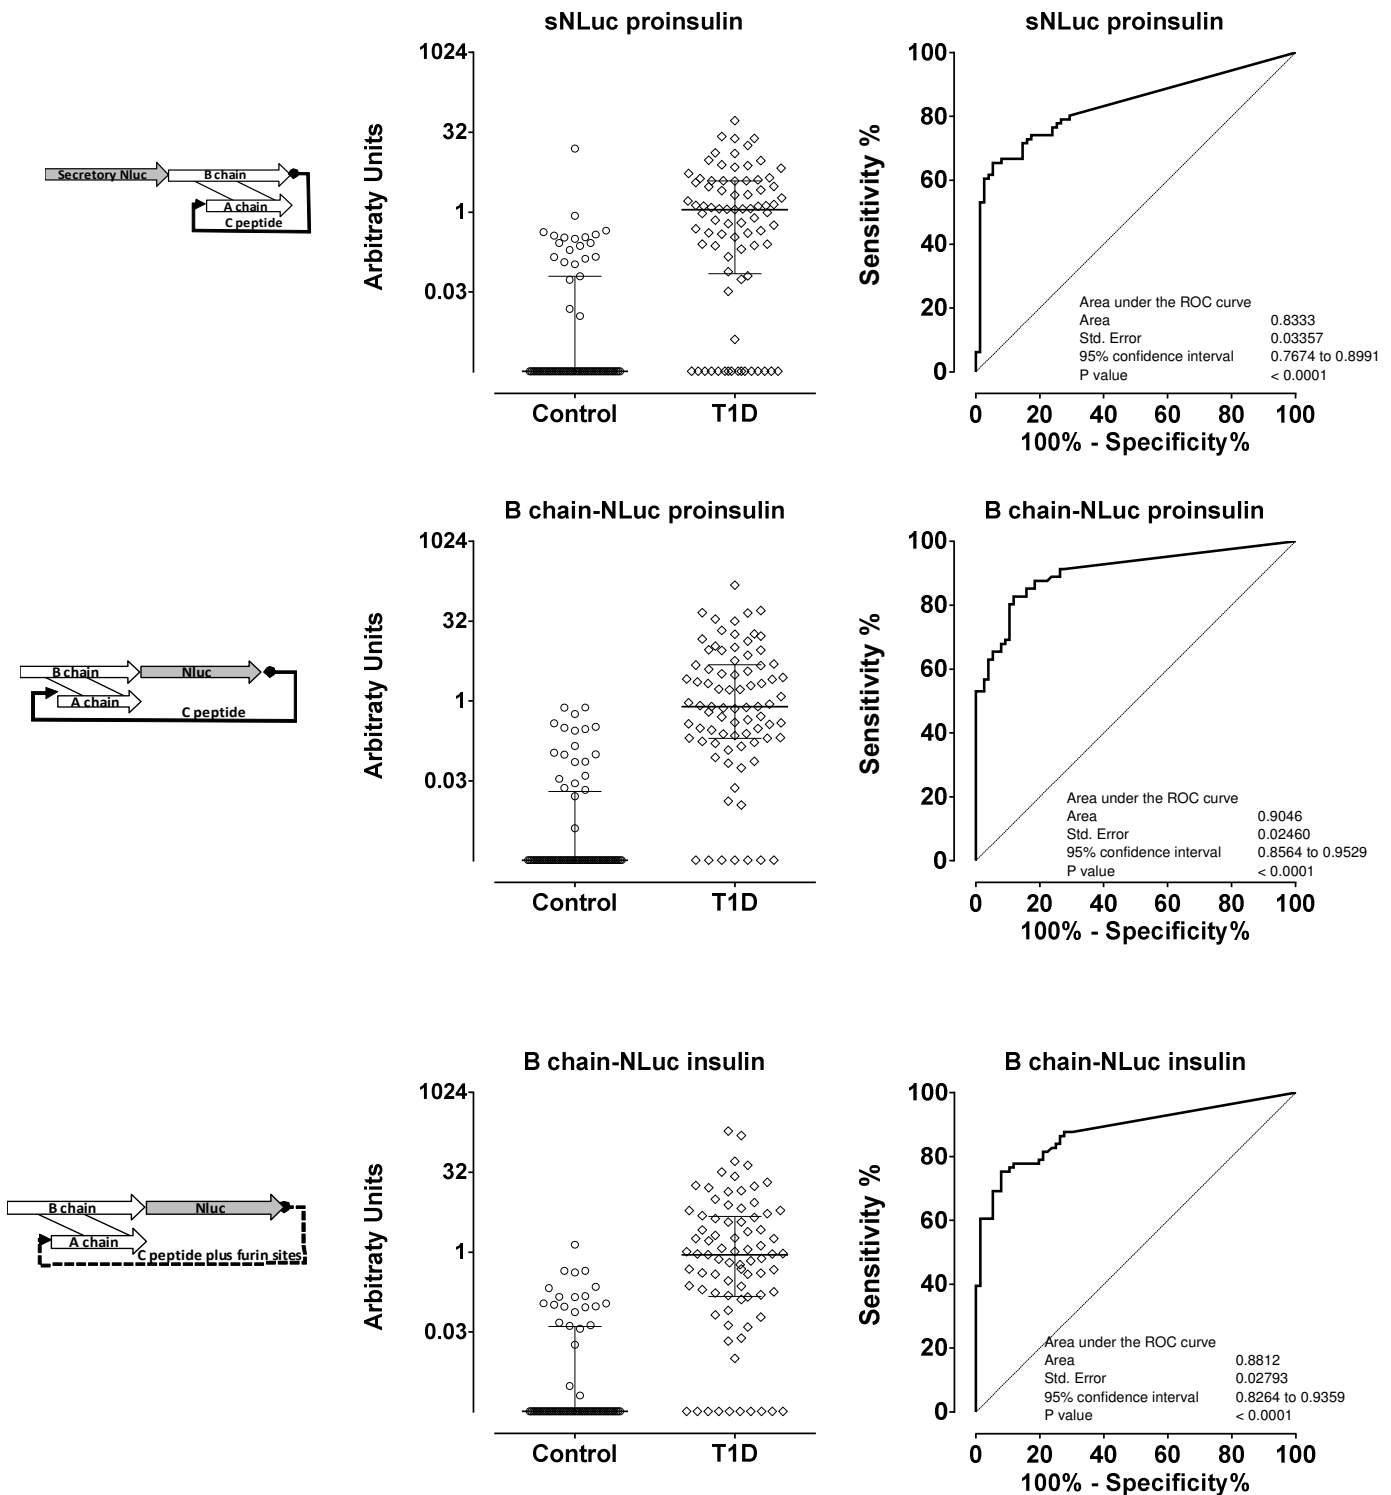 sNLuc proinsulin
Secretory Nluc
B chain
A chain
C peptide
Arbitraty Units
1024
32
1
0.03
Control
T1D
sNLuc proinsulin
Sensitivity %
100
80
60
40
20
0
Area under the ROC curve
Area 0.8333
Std. Error 0.03357
95% confidence interval 0.7674 to 0.8991
P value < 0.0001
0 20 40 60 80 100
100% - Specificity%
B chain-NLuc proinsulin
B chain
Nluc
A chain
C peptide
Arbitraty Units
1024
32
1
0.03
Control
T1D
B chain-NLuc proinsulin
Sensitivity %
100
80
60
40
20
0
Area under the ROC curve
Area 0.9046
Std. Error 0.02460
95% confidence interval 0.8564 to 0.9529
P value < 0.0001
0 20 40 60 80 100
100% - Specificity%
B chain-NLuc insulin
B chain
Nluc
A chain
C peptide plus furin sites
Arbitraty Units
1024
32
1
0.03
Control
T1D
B chain-NLuc insulin
Sensitivity %
100
80
60
40
20
0
Area under the ROC curve
Area 0.8812
Std. Error 0.02793
95% confidence interval 0.8264 to 0.9359
P value < 0.0001
0 20 40 60 80 100
100% - Specificity%